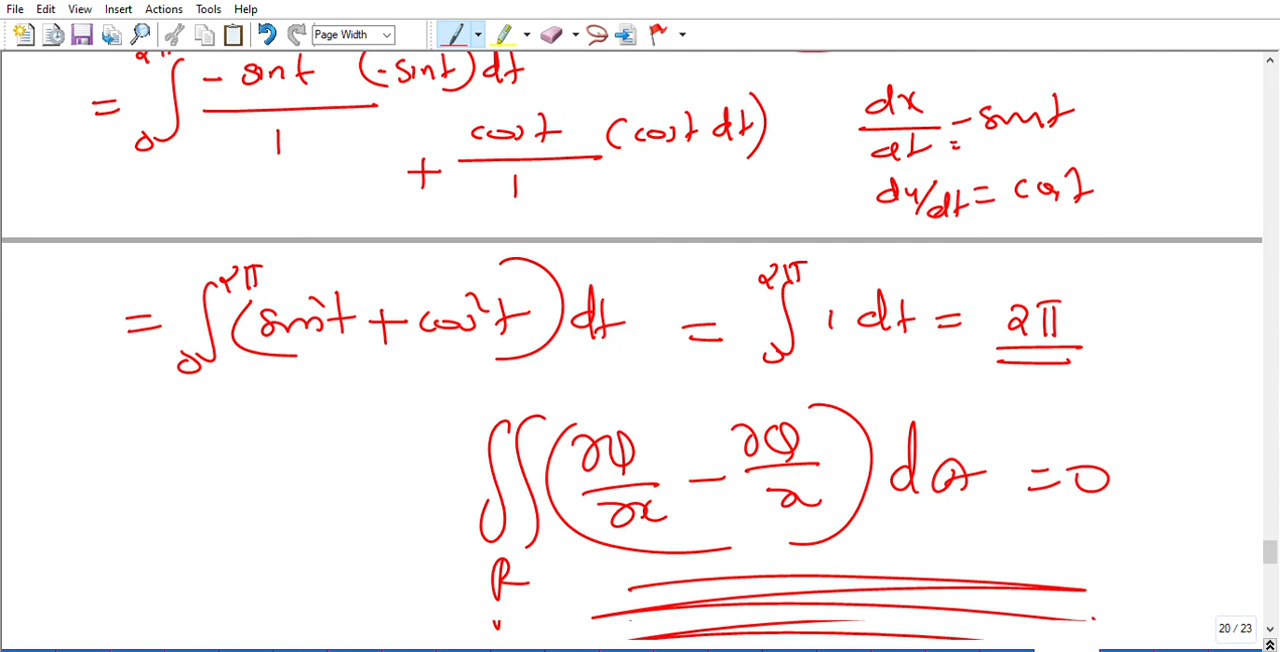 File Edit View Insert Actions Tools Help
Page Width
= ∫₀^2π -sint/1 (-sint)dt
+ cost/1 (cost dt)
dx/dt = -sint
dy/dt = cost
= ∫₀^2π (sin²t + cos²t) dt = ∫₀^2π 1 dt = 2π
∬_R (∂ψ/∂x - ∂φ/∂) dA = 0
20 / 23